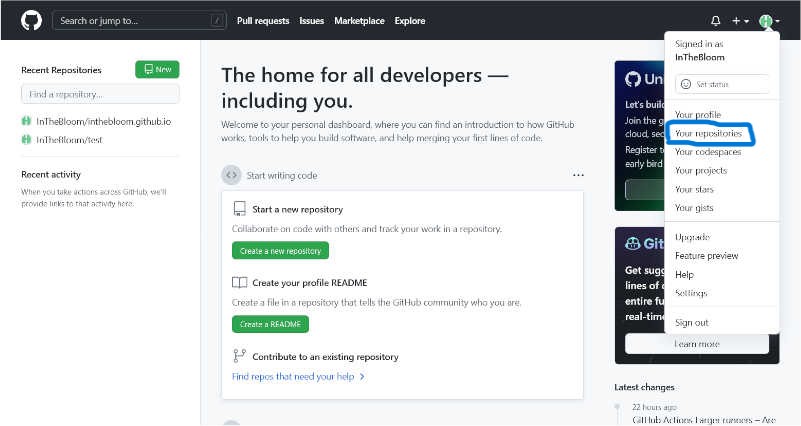 Search or jump to...
/
Pull requests
Issues
Marketplace
Explore
Recent Repositories
New
Find a repository...
InTheBloom/inthebloom.github.io
InTheBloom/test
Recent activity
When you take actions across GitHub, we'll
provide links to that activity here.
The home for all developers —
including you.
Welcome to your personal dashboard, where you can find an introduction to how GitHub
works, tools to help you build software, and help merging your first lines of code.
Start writing code
Start a new repository
Collaborate on code with others and track your work in a repository.
Create a new repository
Create your profile README
Create a file in a repository that tells the GitHub community who you are.
Create a README
Contribute to an existing repository
Find repos that need your help
Signed in as
InTheBloom
Set status
Your profile
Your repositories
Your codespaces
Your projects
Your stars
Your gists
Upgrade
Feature preview
Help
Settings
Sign out
Let's buil
Join the g
cloud, sec
Register
early bird
Get sugg
lines of c
entire fu
real-time
Learn more
Latest changes
22 hours ago
GitHub Actions Larger runners – Are